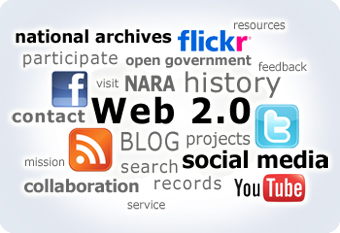 resources
national archives flickr
participate open government
feedback
f visit NARA history
contact Web 2.0 t
BLOG projects
mission search social media
collaboration records YouTube
service